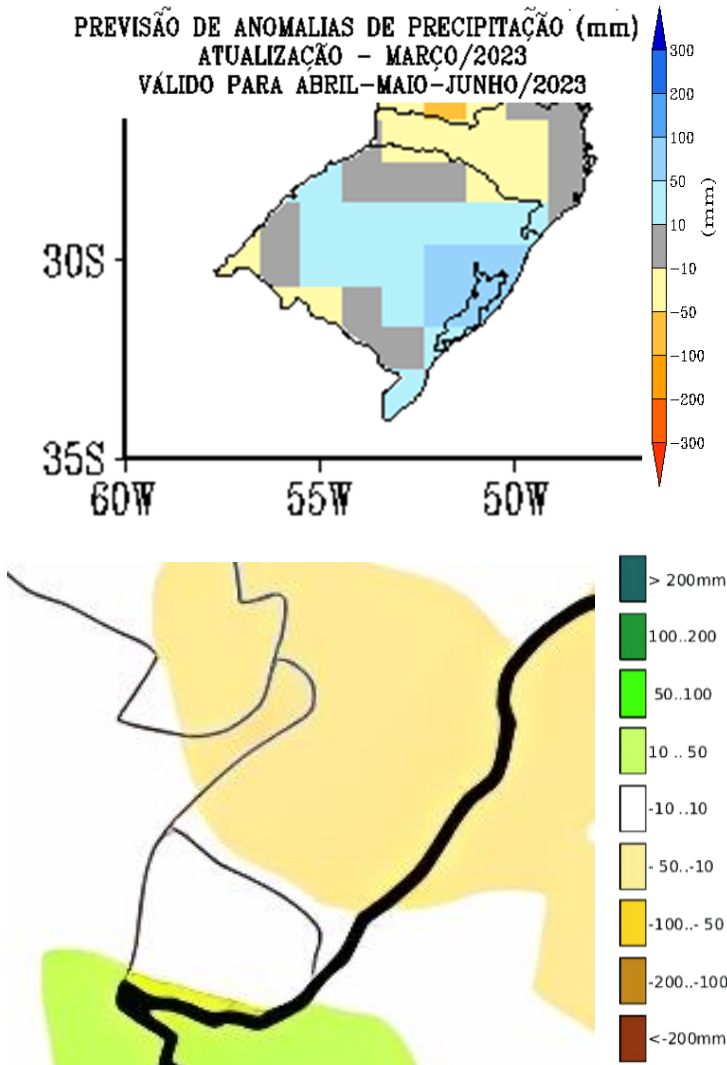 PREVISÃO DE ANOMALIAS DE PRECIPITAÇÃO (mm)
ATUALIZAÇÃO - MARÇO/2023
VÁLIDO PARA ABRIL-MAIO-JUNHO/2023
300
200
100
50
10
-10
-50
-100
-200
-300
(mm)
30S
35S
60W
55W
50W
> 200mm
100..200
50..100
10 .. 50
-10 ..10
- 50..-10
-100..- 50
-200..-100
<-200mm